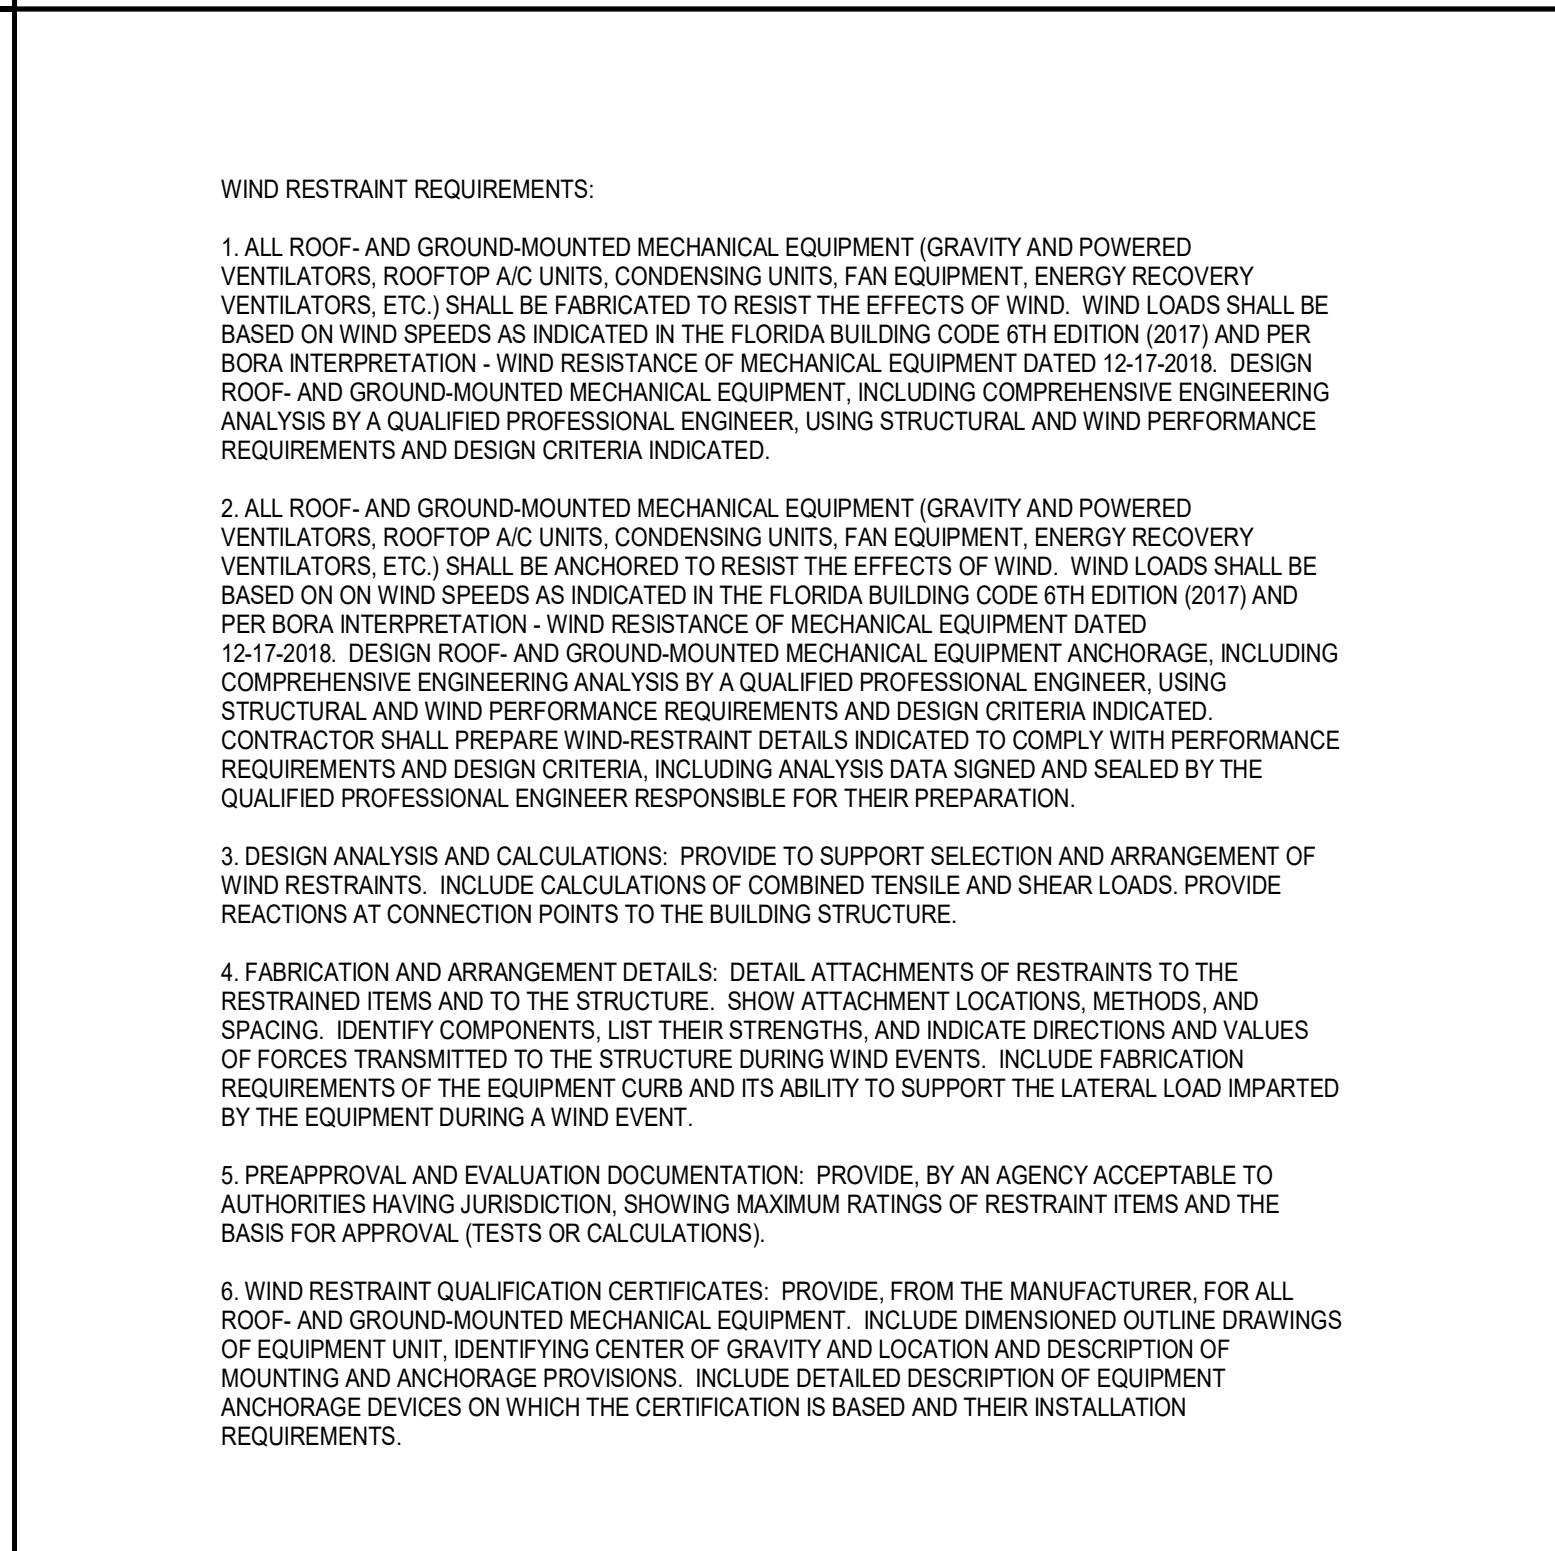 WIND RESTRAINT REQUIREMENTS:
1. ALL ROOF- AND GROUND-MOUNTED MECHANICAL EQUIPMENT (GRAVITY AND POWERED
VENTILATORS, ROOFTOP A/C UNITS, CONDENSING UNITS, FAN EQUIPMENT, ENERGY RECOVERY
VENTILATORS, ETC.) SHALL BE FABRICATED TO RESIST THE EFFECTS OF WIND.  WIND LOADS SHALL BE
BASED ON WIND SPEEDS AS INDICATED IN THE FLORIDA BUILDING CODE 6TH EDITION (2017) AND PER
BORA INTERPRETATION - WIND RESISTANCE OF MECHANICAL EQUIPMENT DATED 12-17-2018.  DESIGN
ROOF- AND GROUND-MOUNTED MECHANICAL EQUIPMENT, INCLUDING COMPREHENSIVE ENGINEERING
ANALYSIS BY A QUALIFIED PROFESSIONAL ENGINEER, USING STRUCTURAL AND WIND PERFORMANCE
REQUIREMENTS AND DESIGN CRITERIA INDICATED.
2. ALL ROOF- AND GROUND-MOUNTED MECHANICAL EQUIPMENT (GRAVITY AND POWERED
VENTILATORS, ROOFTOP A/C UNITS, CONDENSING UNITS, FAN EQUIPMENT, ENERGY RECOVERY
VENTILATORS, ETC.) SHALL BE ANCHORED TO RESIST THE EFFECTS OF WIND.  WIND LOADS SHALL BE
BASED ON ON WIND SPEEDS AS INDICATED IN THE FLORIDA BUILDING CODE 6TH EDITION (2017) AND
PER BORA INTERPRETATION - WIND RESISTANCE OF MECHANICAL EQUIPMENT DATED
12-17-2018.  DESIGN ROOF- AND GROUND-MOUNTED MECHANICAL EQUIPMENT ANCHORAGE, INCLUDING
COMPREHENSIVE ENGINEERING ANALYSIS BY A QUALIFIED PROFESSIONAL ENGINEER, USING
STRUCTURAL AND WIND PERFORMANCE REQUIREMENTS AND DESIGN CRITERIA INDICATED.
CONTRACTOR SHALL PREPARE WIND-RESTRAINT DETAILS INDICATED TO COMPLY WITH PERFORMANCE
REQUIREMENTS AND DESIGN CRITERIA, INCLUDING ANALYSIS DATA SIGNED AND SEALED BY THE
QUALIFIED PROFESSIONAL ENGINEER RESPONSIBLE FOR THEIR PREPARATION.
3. DESIGN ANALYSIS AND CALCULATIONS:  PROVIDE TO SUPPORT SELECTION AND ARRANGEMENT OF
WIND RESTRAINTS.  INCLUDE CALCULATIONS OF COMBINED TENSILE AND SHEAR LOADS. PROVIDE
REACTIONS AT CONNECTION POINTS TO THE BUILDING STRUCTURE.
4. FABRICATION AND ARRANGEMENT DETAILS:  DETAIL ATTACHMENTS OF RESTRAINTS TO THE
RESTRAINED ITEMS AND TO THE STRUCTURE.  SHOW ATTACHMENT LOCATIONS, METHODS, AND
SPACING.  IDENTIFY COMPONENTS, LIST THEIR STRENGTHS, AND INDICATE DIRECTIONS AND VALUES
OF FORCES TRANSMITTED TO THE STRUCTURE DURING WIND EVENTS.  INCLUDE FABRICATION
REQUIREMENTS OF THE EQUIPMENT CURB AND ITS ABILITY TO SUPPORT THE LATERAL LOAD IMPARTED
BY THE EQUIPMENT DURING A WIND EVENT.
5. PREAPPROVAL AND EVALUATION DOCUMENTATION:  PROVIDE, BY AN AGENCY ACCEPTABLE TO
AUTHORITIES HAVING JURISDICTION, SHOWING MAXIMUM RATINGS OF RESTRAINT ITEMS AND THE
BASIS FOR APPROVAL (TESTS OR CALCULATIONS).
6. WIND RESTRAINT QUALIFICATION CERTIFICATES:  PROVIDE, FROM THE MANUFACTURER, FOR ALL
ROOF- AND GROUND-MOUNTED MECHANICAL EQUIPMENT.  INCLUDE DIMENSIONED OUTLINE DRAWINGS
OF EQUIPMENT UNIT, IDENTIFYING CENTER OF GRAVITY AND LOCATION AND DESCRIPTION OF
MOUNTING AND ANCHORAGE PROVISIONS.  INCLUDE DETAILED DESCRIPTION OF EQUIPMENT
ANCHORAGE DEVICES ON WHICH THE CERTIFICATION IS BASED AND THEIR INSTALLATION
REQUIREMENTS.